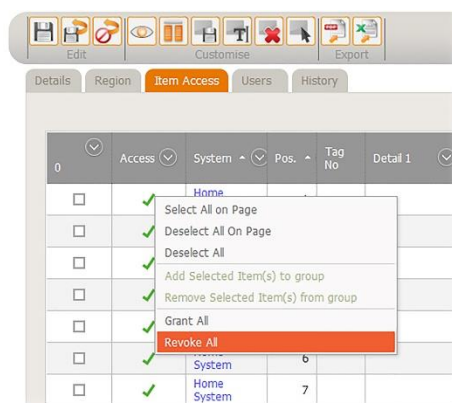 Edit Customise Export
Details Region Item Access Users History
0 Access System Pos. Tag No Detail 1
Home
Select All on Page
Deselect All On Page
Deselect All
Add Selected Item(s) to group
Remove Selected Item(s) from group
Grant All
Revoke All
System 6
Home System 7